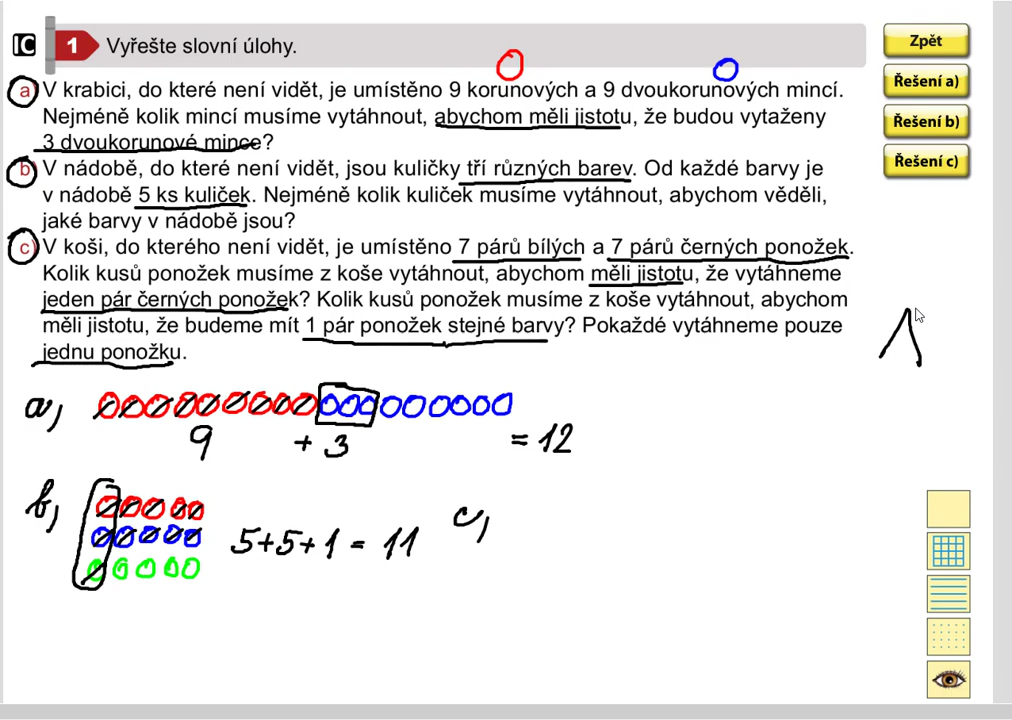 IC 1 Vyřešte slovní úlohy.
Zpět
Řešení a)
Řešení b)
Řešení c)
a) V krabici, do které není vidět, je umístěno 9 korunových a 9 dvoukorunových mincí.
Nejméně kolik mincí musíme vytáhnout, abychom měli jistotu, že budou vytaženy
3 dvoukorunové mince?
b) V nádobě, do které není vidět, jsou kuličky tří různých barev. Od každé barvy je
v nádobě 5 ks kuliček. Nejméně kolik kuliček musíme vytáhnout, abychom věděli,
jaké barvy v nádobě jsou?
c) V koši, do kterého není vidět, je umístěno 7 párů bílých a 7 párů černých ponožek.
Kolik kusů ponožek musíme z koše vytáhnout, abychom měli jistotu, že vytáhneme
jeden pár černých ponožek? Kolik kusů ponožek musíme z koše vytáhnout, abychom
měli jistotu, že budeme mít 1 pár ponožek stejné barvy? Pokaždé vytáhneme pouze
jednu ponožku.
a)
9 + 3 = 12
b) 5+5+1 = 11 c)